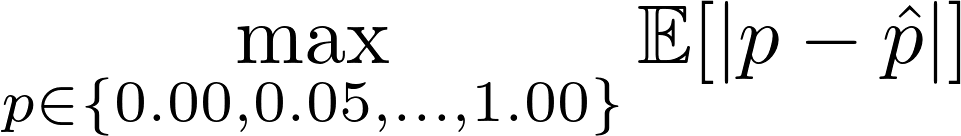 max 𝔼[|p − p̂|]
p∈{0.00,0.05,...,1.00}